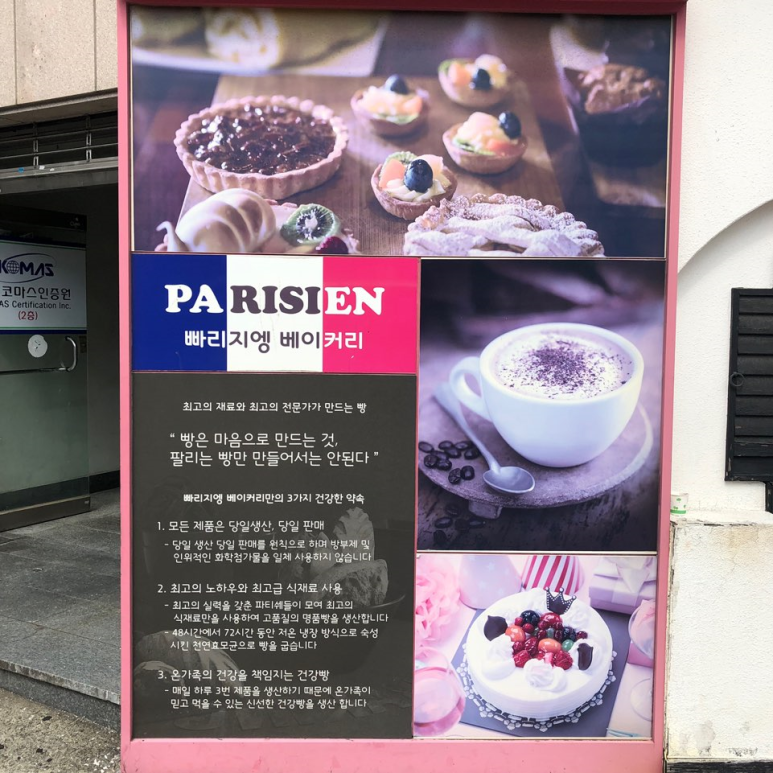 KOMAS
코마스인증원
AS Certification Inc.
(2층)
PARISIEN
빠리지엥 베이커리
최고의 재료와 최고의 전문가가 만드는 빵
“ 빵은 마음으로 만드는 것,
팔리는 빵만 만들어서는 안된다 ”
빠리지엥 베이커리만의 3가지 건강한 약속
1. 모든 제품은 당일생산, 당일 판매
- 당일 생산 당일 판매를 원칙으로 하며 방부제 및
인위적인 화학첨가물을 일체 사용하지 않습니다
2. 최고의 노하우와 최고급 식재료 사용
- 최고의 실력을 갖춘 파티쉐들이 모여 최고의
식재료만을 사용하여 고품질의 명품빵을 생산합니다
- 48시간에서 72시간 동안 저온 냉장 방식으로 숙성
시킨 천연효모균으로 빵을 굽습니다
3. 온가족의 건강을 책임지는 건강빵
- 매일 하루 3번 제품을 생산하기 때문에 온가족이
믿고 먹을 수 있는 신선한 건강빵을 생산 합니다